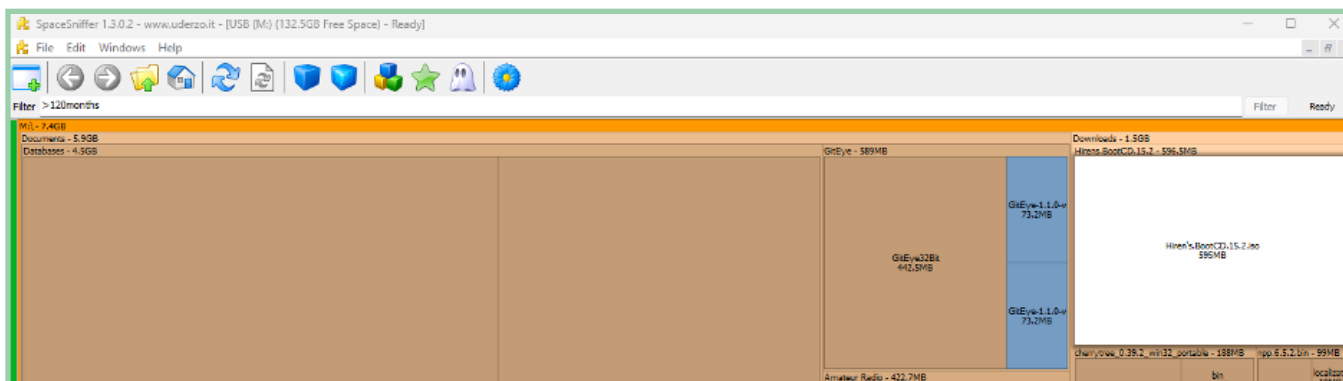 SpaceSniffer 1.3.0.2 - www.uderzo.it - [USB (M:) (132.5GB Free Space) - Ready]
File Edit Windows Help
Filter >120months Filter Ready
M:\ - 7.4GB
Documents - 5.9GB
Downloads - 1.5GB
Databases - 4.5GB
GitEye - 589MB
Hirens.BootCD.15.2 - 596.5MB
GitEye-1.1.0-w
73.2MB
Hiren's.BootCD.15.2.iso
595MB
GitEye32Bit
442.5MB
GitEye-1.1.0-w
73.2MB
cherrytree_0.39.2_win32_portable - 188MB
npp.6.5.2.bin - 99MB
bin
localiza
Amateur Radio - 422.7MB